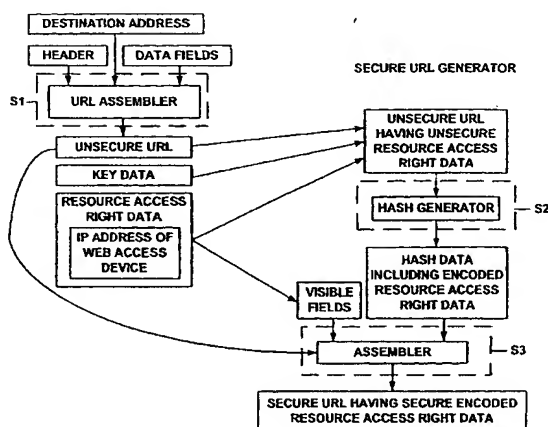 DESTINATION ADDRESS
HEADER
DATA FIELDS
SECURE URL GENERATOR
S1
URL ASSEMBLER
UNSECURE URL
KEY DATA
RESOURCE ACCESS
RIGHT DATA
IP ADDRESS OF
WEB ACCESS
DEVICE
UNSECURE URL
HAVING UNSECURE
RESOURCE ACCESS
RIGHT DATA
HASH GENERATOR
S2
HASH DATA
INCLUDING ENCODED
RESOURCE ACCESS
RIGHT DATA
VISIBLE
FIELDS
ASSEMBLER
S3
SECURE URL HAVING SECURE ENCODED
RESOURCE ACCESS RIGHT DATA